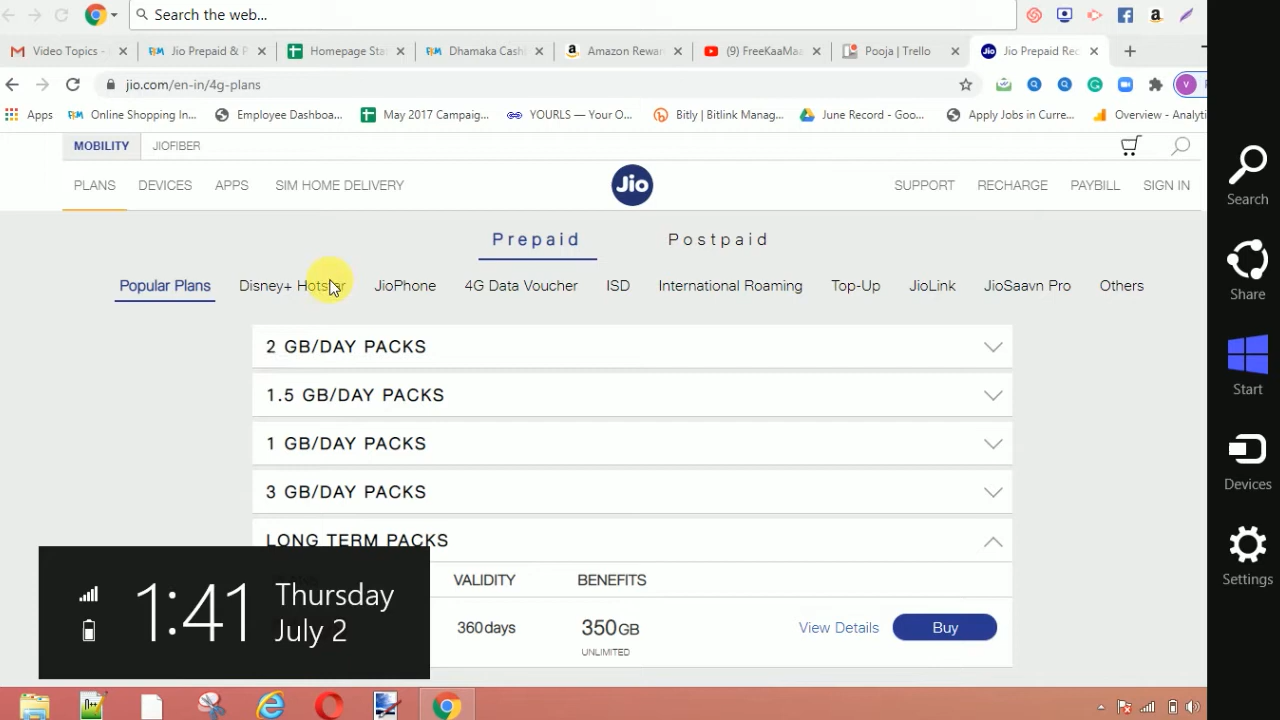 Search the web...
Video Topics -
Jio Prepaid & P
Homepage Sta
Dhamaka Cash
Amazon Rewar
(9) FreeKaaMaa
Pooja | Trello
Jio Prepaid Rec
jio.com/en-in/4g-plans
V
Apps
Online Shopping In...
Employee Dashboa...
May 2017 Campaig...
YOURLS — Your O...
Bitly | Bitlink Manag...
June Record - Goo...
Apply Jobs in Curre...
Overview - Analyti
MOBILITY JIOFIBER
PLANS DEVICES APPS SIM HOME DELIVERY Jio SUPPORT RECHARGE PAYBILL SIGN IN
Prepaid Postpaid
Popular Plans Disney+ Hotstar JioPhone 4G Data Voucher ISD International Roaming Top-Up JioLink JioSaavn Pro Others
2 GB/DAY PACKS
1.5 GB/DAY PACKS
1 GB/DAY PACKS
3 GB/DAY PACKS
LONG TERM PACKS
VALIDITY BENEFITS
360days 350GB View Details Buy
UNLIMITED
1:41 Thursday
July 2
Search
Share
Start
Devices
Settings